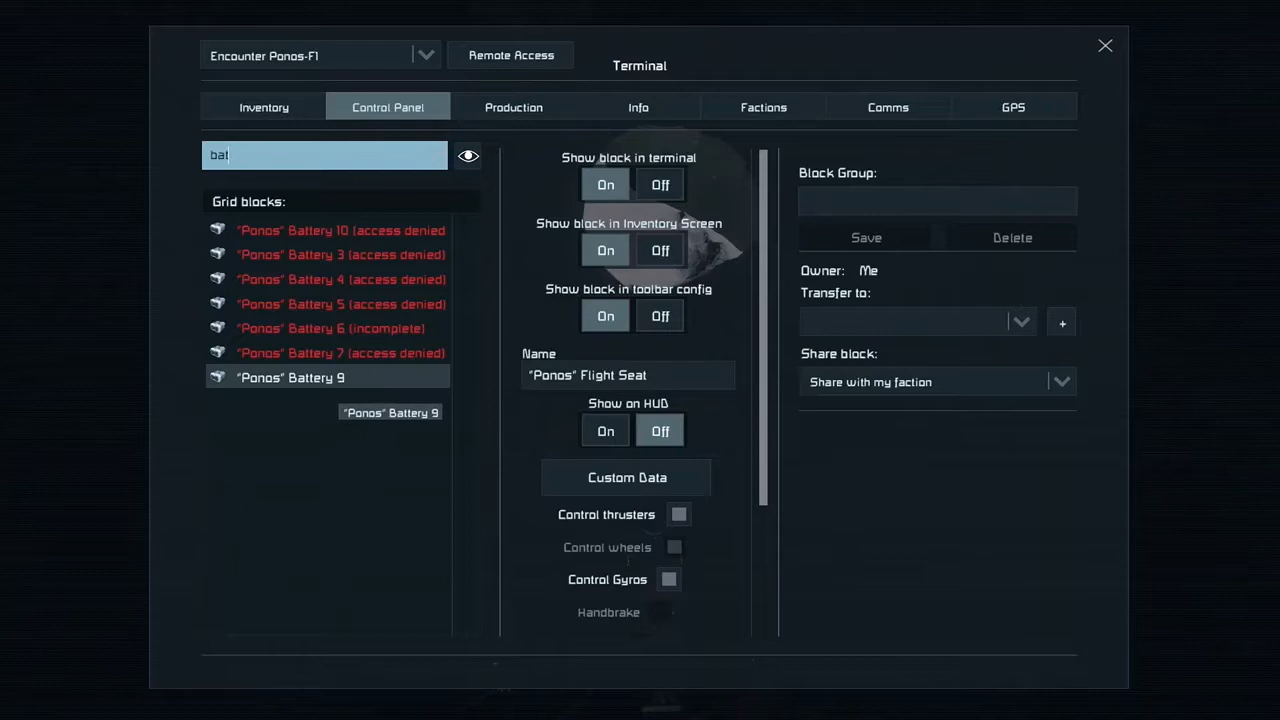 Encounter Ponos-F1
Remote Access
Terminal
Inventory
Control Panel
Production
Info
Factions
Comms
GPS
bat
Grid blocks:
"Ponos" Battery 10 (access denied
"Ponos" Battery 3 (access denied)
"Ponos" Battery 4 (access denied)
"Ponos" Battery 5 (access denied)
"Ponos" Battery 6 (incomplete)
"Ponos" Battery 7 (access denied)
"Ponos" Battery 9
"Ponos" Battery 9
Show block in terminal
On Off
Show block in Inventory Screen
On Off
Show block in toolbar config
On Off
Name
"Ponos" Flight Seat
Show on HUD
On Off
Custom Data
Control thrusters
Control wheels
Control Gyros
Handbrake
Block Group:
Save Delete
Owner: Me
Transfer to:
+
Share block:
Share with my faction